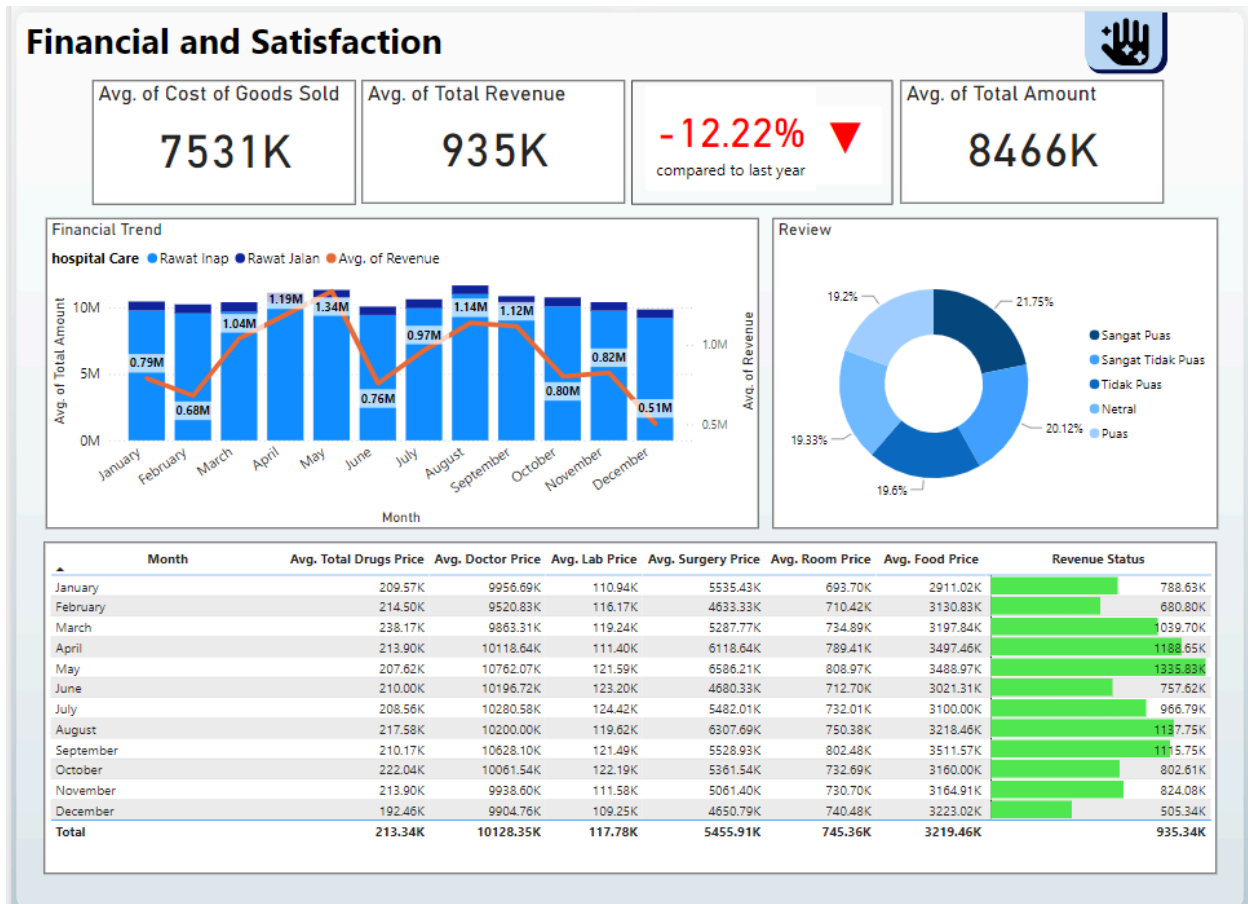 Financial and Satisfaction
Avg. of Cost of Goods Sold
7531K
Avg. of Total Revenue
935K
-12.22%
compared to last year
Avg. of Total Amount
8466K
Financial Trend
hospital Care Rawat Inap Rawat Jalan Avg. of Revenue
Avg. of Total Amount
10M
5M
0M
0.79M
0.68M
1.04M
1.19M
1.34M
0.76M
0.97M
1.14M
1.12M
0.80M
0.82M
0.51M
1.0M
0.5M
Avg. of Revenue
January February March April May June July August September October November December
Month
Review
19.2%
21.75%
19.33%
20.12%
19.6%
Sangat Puas
Sangat Tidak Puas
Tidak Puas
Netral
Puas
Month Avg. Total Drugs Price Avg. Doctor Price Avg. Lab Price Avg. Surgery Price Avg. Room Price Avg. Food Price Revenue Status
January 209.57K 9956.69K 110.94K 5535.43K 693.70K 2911.02K 788.63K
February 214.50K 9520.83K 116.17K 4633.33K 710.42K 3130.83K 680.80K
March 238.17K 9863.31K 119.24K 5287.77K 734.89K 3197.84K 1039.70K
April 213.90K 10118.64K 111.40K 6118.64K 789.41K 3497.46K 1188.65K
May 207.62K 10762.07K 121.59K 6586.21K 808.97K 3488.97K 1335.83K
June 210.00K 10196.72K 123.20K 4680.33K 712.70K 3021.31K 757.62K
July 208.56K 10280.58K 124.42K 5482.01K 732.01K 3100.00K 966.79K
August 217.58K 10200.00K 119.62K 6307.69K 750.38K 3218.46K 1137.75K
September 210.17K 10628.10K 121.49K 5528.93K 802.48K 3511.57K 1115.75K
October 222.04K 10061.54K 122.19K 5361.54K 732.69K 3160.00K 802.61K
November 213.90K 9938.60K 111.58K 5061.40K 730.70K 3164.91K 824.08K
December 192.46K 9904.76K 109.25K 4650.79K 740.48K 3223.02K 505.34K
Total 213.34K 10128.35K 117.78K 5455.91K 745.36K 3219.46K 935.34K